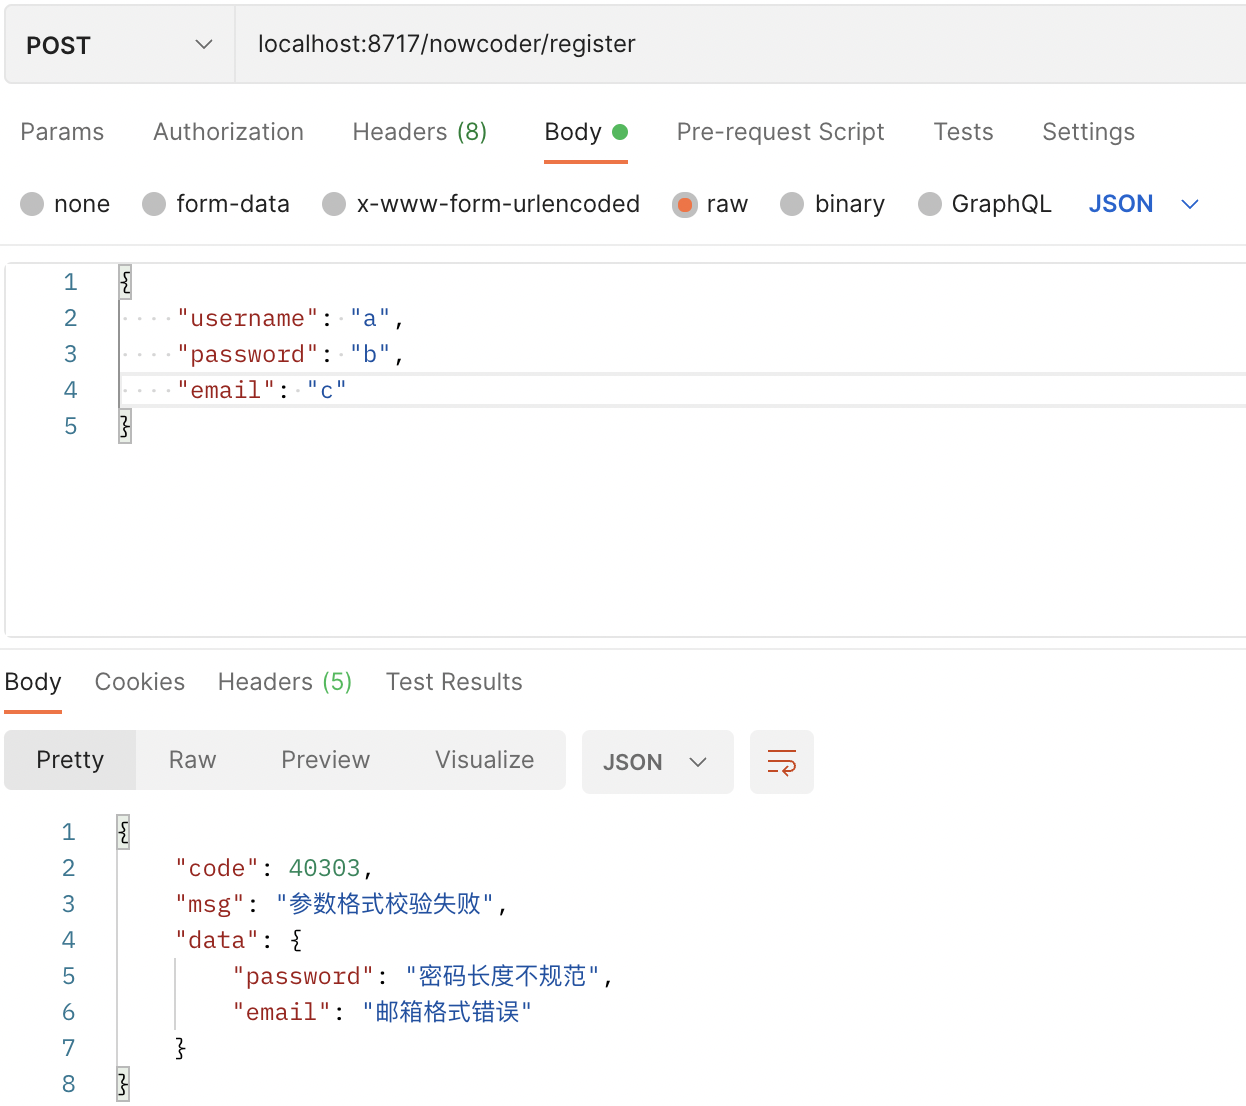 POST localhost:8717/nowcoder/register
Params Authorization Headers (8) Body Pre-request Script Tests Settings
none form-data x-www-form-urlencoded raw binary GraphQL JSON
1 {
2 "username": "a",
3 "password": "b",
4 "email": "c"
5 }
Body Cookies Headers (5) Test Results
Pretty Raw Preview Visualize JSON
1 {
2 "code": 40303,
3 "msg": "参数格式校验失败",
4 "data": {
5 "password": "密码长度不规范",
6 "email": "邮箱格式错误"
7 }
8 }